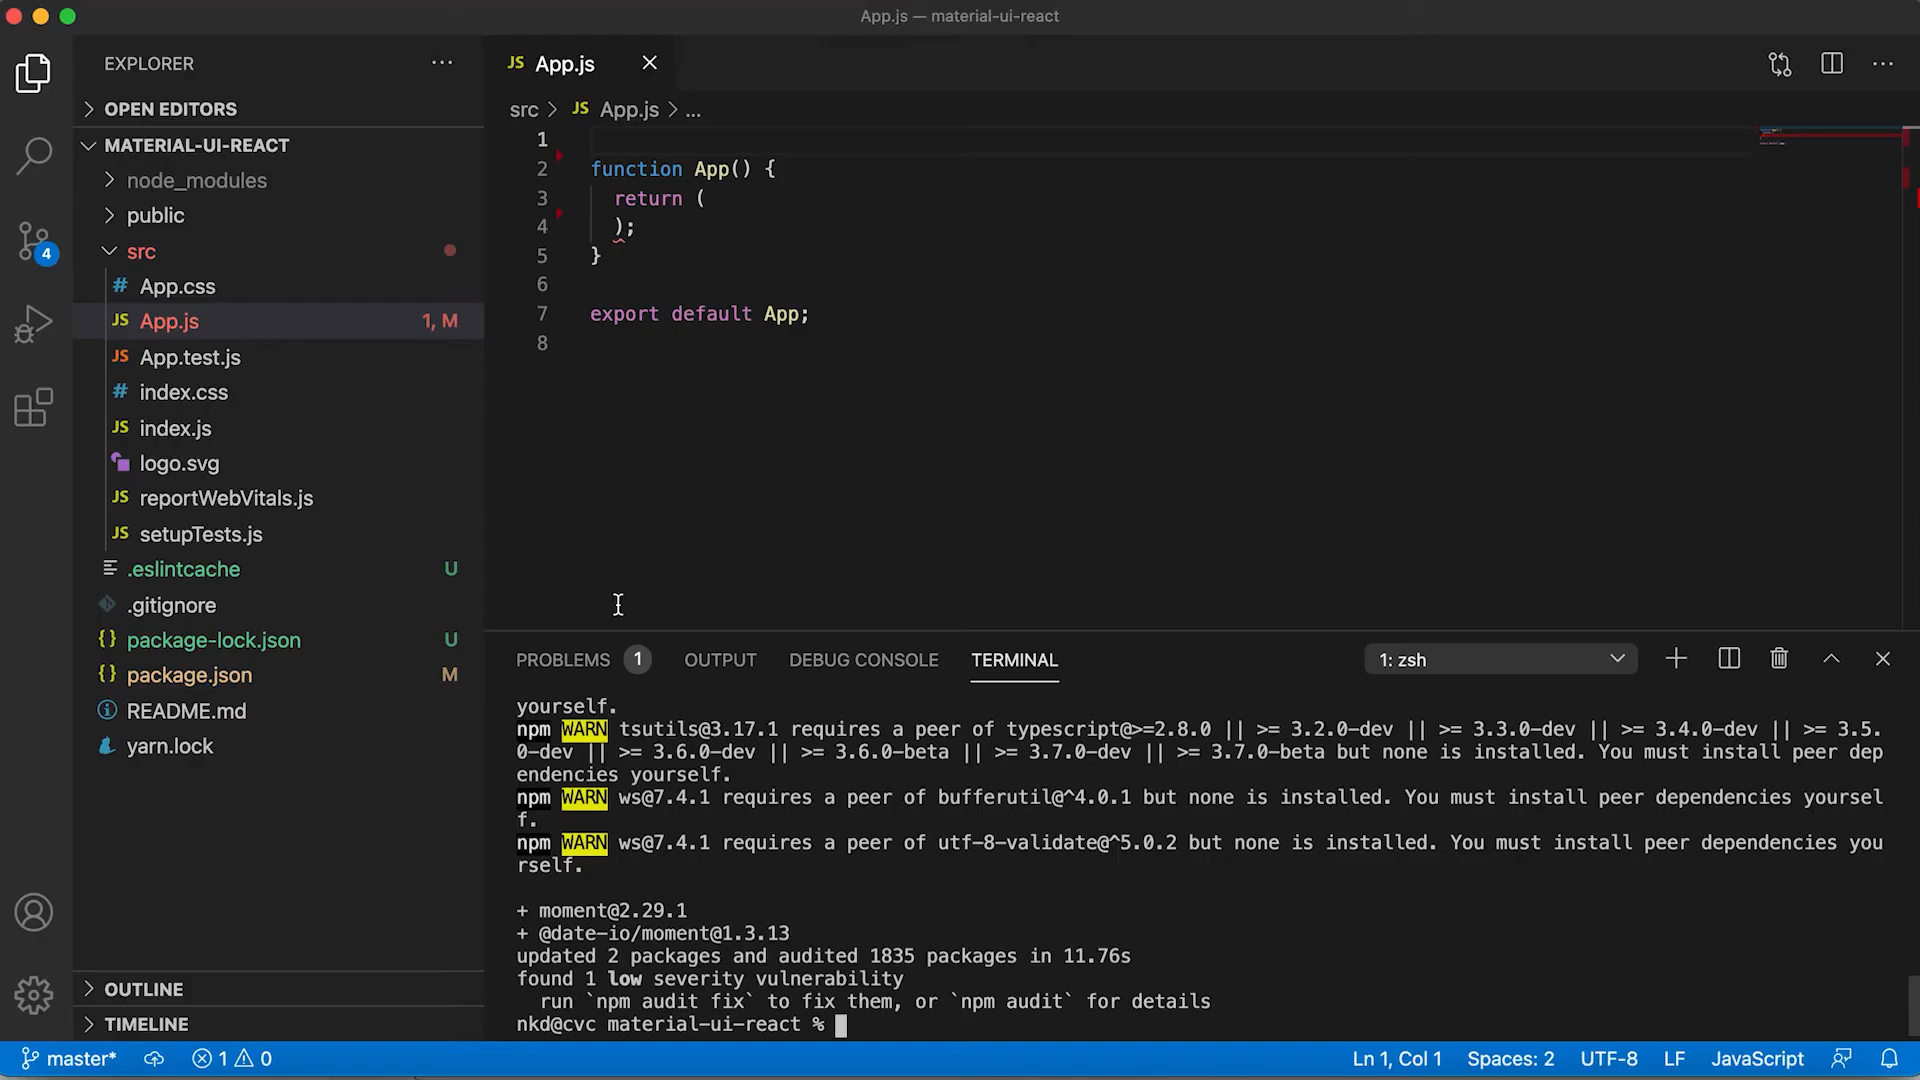 App.js — material-ui-react
EXPLORER
OPEN EDITORS
MATERIAL-UI-REACT
node_modules
public
src
# App.css
JS App.js 1, M
JS App.test.js
# index.css
JS index.js
logo.svg
JS reportWebVitals.js
JS setupTests.js
.eslintcache U
.gitignore
{} package-lock.json U
{} package.json M
README.md
yarn.lock
OUTLINE
TIMELINE
4
JS App.js
src > JS App.js > ...
1
2 function App() {
3 return (
4 );
5 }
6
7 export default App;
8
PROBLEMS 1 OUTPUT DEBUG CONSOLE TERMINAL 1: zsh
yourself.
npm WARN tsutils@3.17.1 requires a peer of typescript@>=2.8.0 || >= 3.2.0-dev || >= 3.3.0-dev || >= 3.4.0-dev || >= 3.5.
0-dev || >= 3.6.0-dev || >= 3.6.0-beta || >= 3.7.0-dev || >= 3.7.0-beta but none is installed. You must install peer dep
endencies yourself.
npm WARN ws@7.4.1 requires a peer of bufferutil@^4.0.1 but none is installed. You must install peer dependencies yoursel
f.
npm WARN ws@7.4.1 requires a peer of utf-8-validate@^5.0.2 but none is installed. You must install peer dependencies you
rself.
+ moment@2.29.1
+ @date-io/moment@1.3.13
updated 2 packages and audited 1835 packages in 11.76s
found 1 low severity vulnerability
run `npm audit fix` to fix them, or `npm audit` for details
nkd@cvc material-ui-react %
master* 1 0 Ln 1, Col 1 Spaces: 2 UTF-8 LF JavaScript